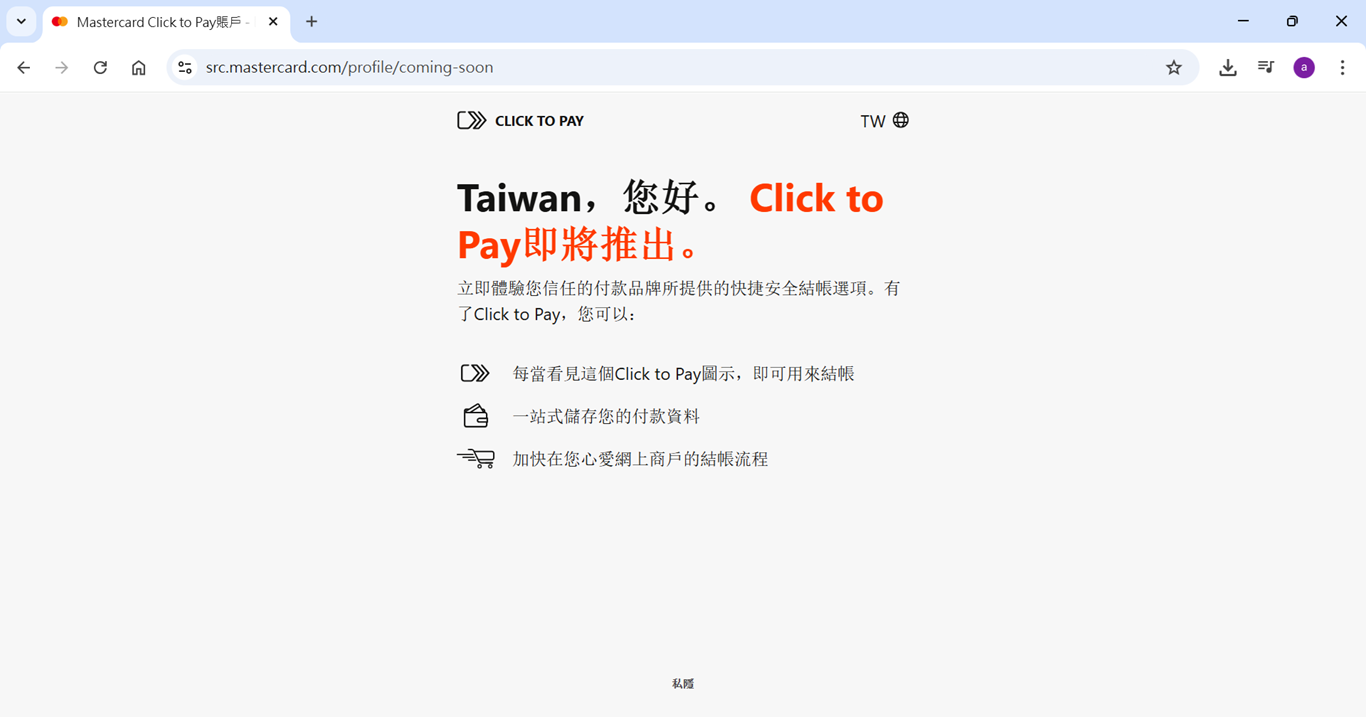 Mastercard Click to Pay賬戶 -
src.mastercard.com/profile/coming-soon
a
CLICK TO PAY
TW
Taiwan，您好。 Click to
Pay即將推出。
立即體驗您信任的付款品牌所提供的快捷安全結帳選項。有
了Click to Pay，您可以：
每當看見這個Click to Pay圖示，即可用來結帳
一站式儲存您的付款資料
加快在您心愛網上商戶的結帳流程
私隱